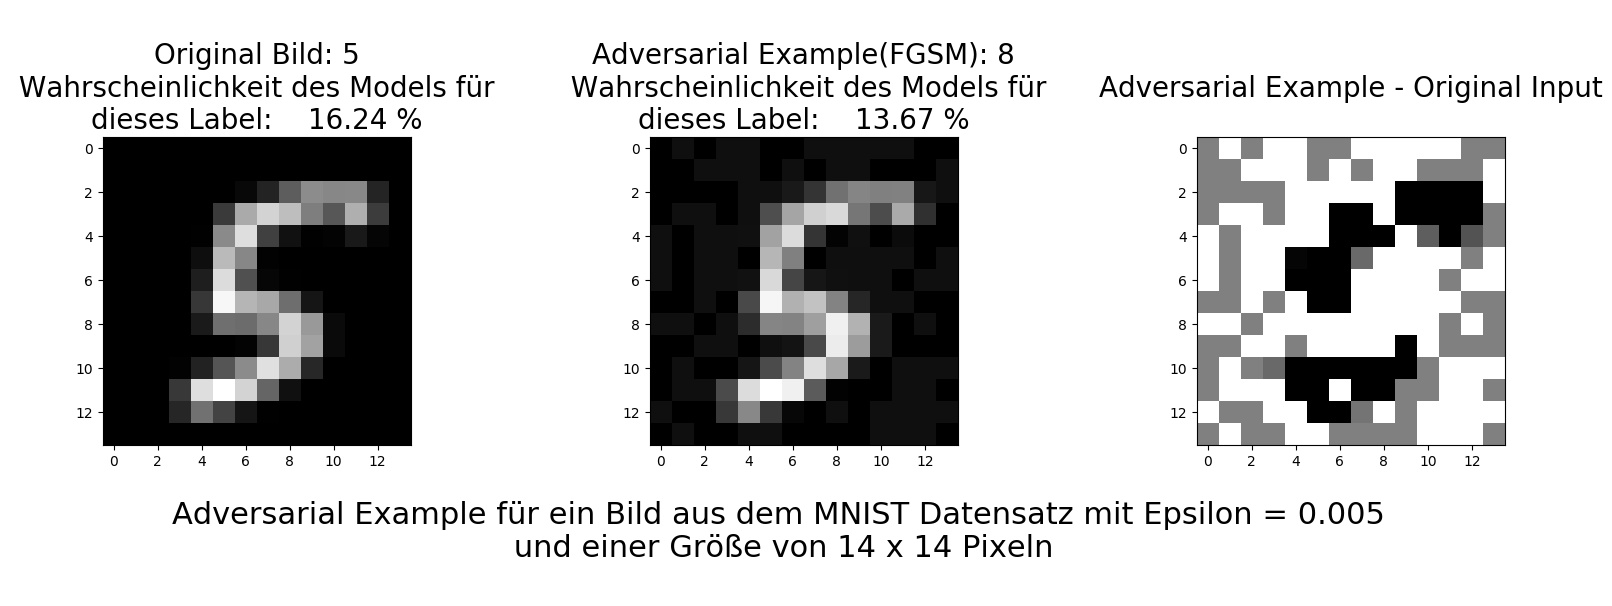 Original Bild: 5
Wahrscheinlichkeit des Models für
dieses Label: 16.24 %
Adversarial Example(FGSM): 8
Wahrscheinlichkeit des Models für
dieses Label: 13.67 %
Adversarial Example - Original Input
0
2
4
6
8
10
12
0 2 4 6 8 10 12
0
2
4
6
8
10
12
0 2 4 6 8 10 12
0
2
4
6
8
10
12
0 2 4 6 8 10 12
Adversarial Example für ein Bild aus dem MNIST Datensatz mit Epsilon = 0.005
und einer Größe von 14 x 14 Pixeln